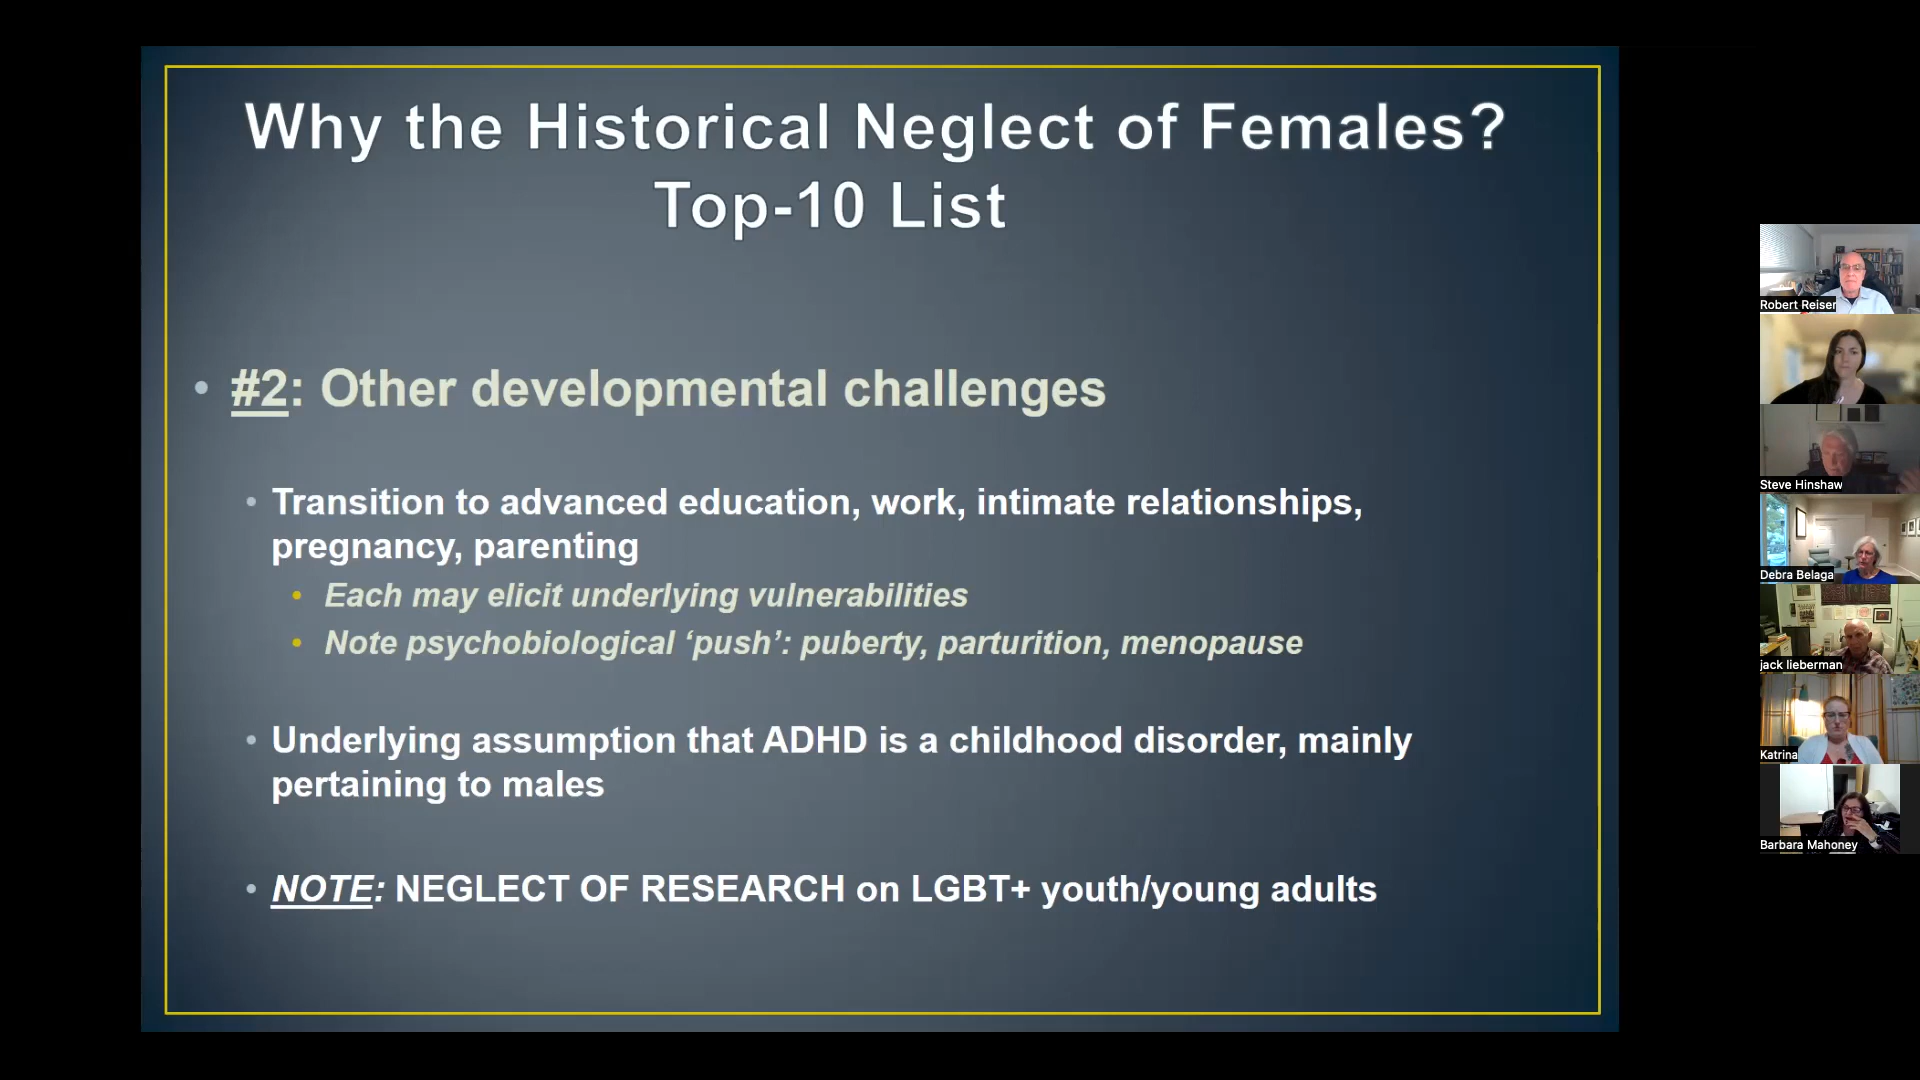 Why the Historical Neglect of Females?
Top-10 List
• #2: Other developmental challenges
• Transition to advanced education, work, intimate relationships,
pregnancy, parenting
• Each may elicit underlying vulnerabilities
• Note psychobiological ‘push’: puberty, parturition, menopause
• Underlying assumption that ADHD is a childhood disorder, mainly
pertaining to males
• NOTE: NEGLECT OF RESEARCH on LGBT+ youth/young adults
Robert Reiser
Steve Hinshaw
Debra Belaga
jack lieberman
Katrina
Barbara Mahoney